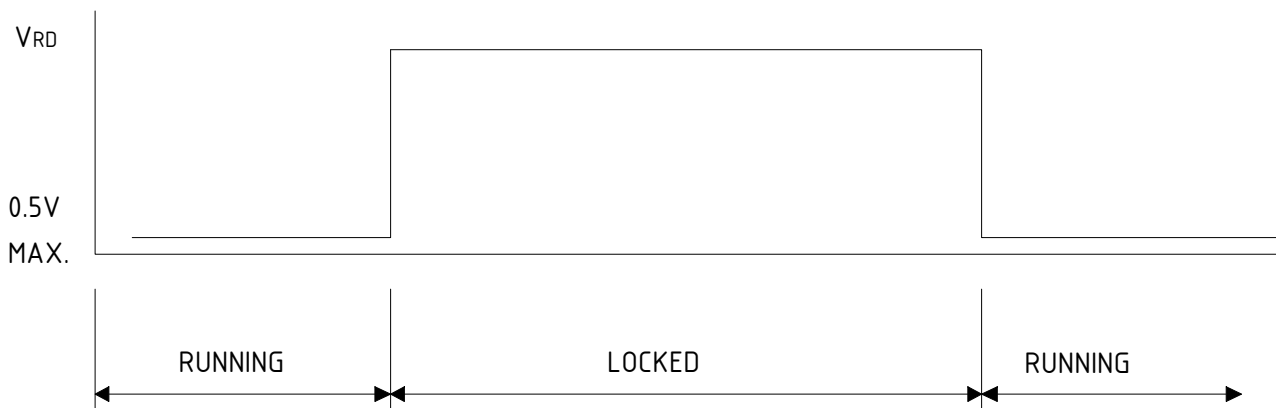 VRD
0.5V
MAX.
RUNNING
LOCKED
RUNNING